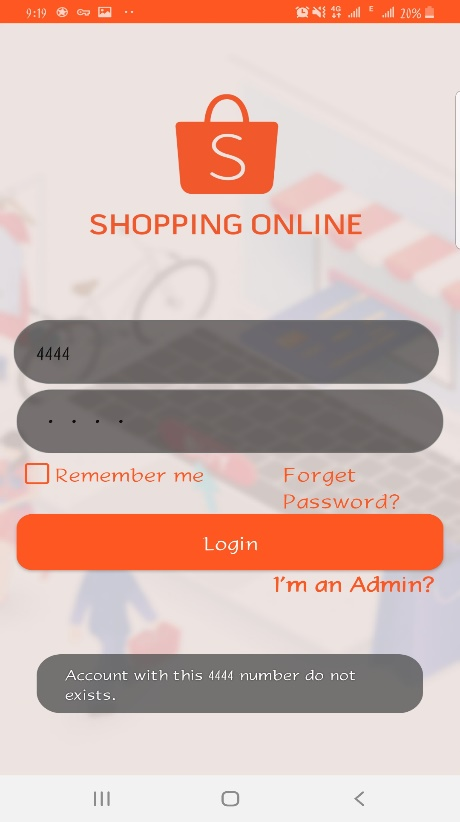 9:19 4G E 20%
S
SHOPPING ONLINE
4444
Remember me
Forget
Password?
Login
I'm an Admin?
Account with this 4444 number do not
exists.